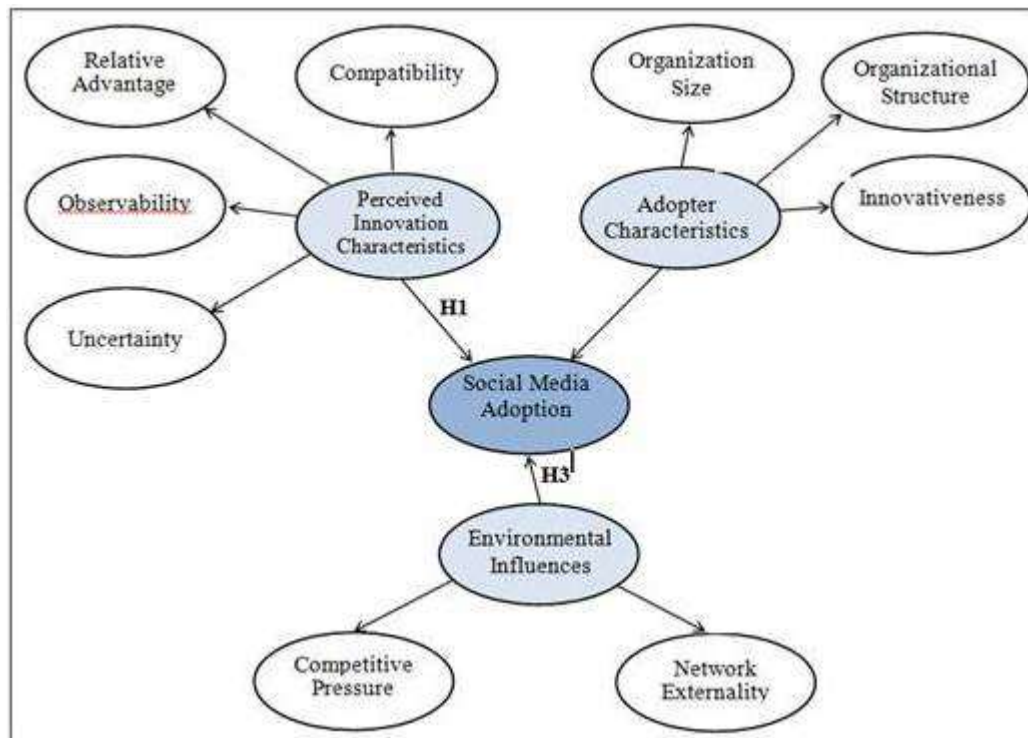 Relative
Advantage
Compatibility
Organization
Size
Organizational
Structure
Observability
Perceived
Innovation
Characteristics
Adopter
Characteristics
Innovativeness
Uncertainty
H1
Social Media
Adoption
H3
Environmental
Influences
Competitive
Pressure
Network
Externality